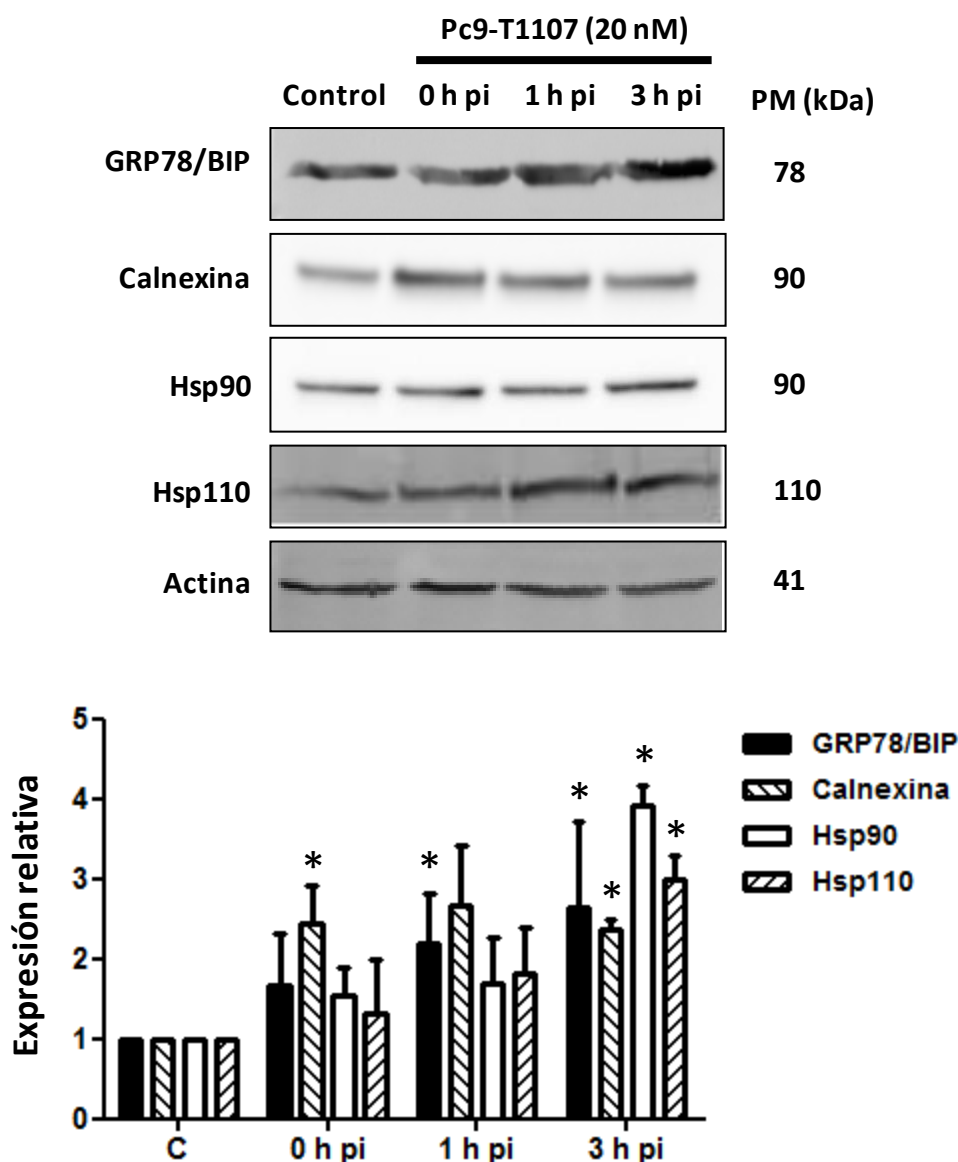 Pc9-T1107 (20 nM)
Control 0 h pi 1 h pi 3 h pi PM (kDa)
GRP78/BIP 78
Calnexina 90
Hsp90 90
Hsp110 110
Actina 41
Expresión relativa
5
4
3
2
1
0
* * * * * *
C 0 h pi 1 h pi 3 h pi
GRP78/BIP
Calnexina
Hsp90
Hsp110